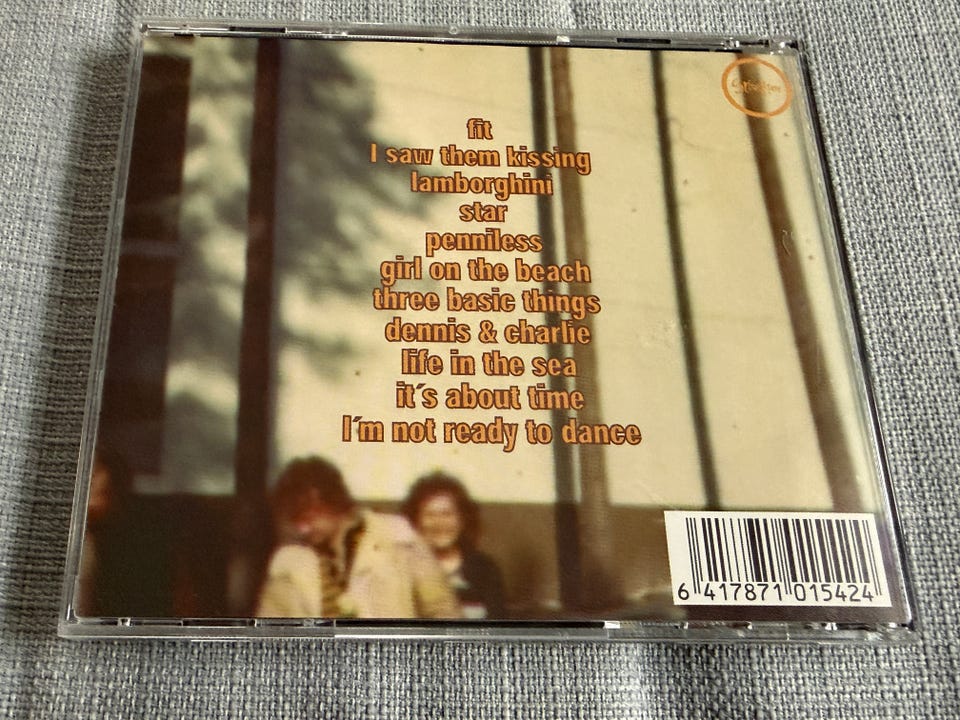 fit
I saw them kissing
lamborghini
star
penniless
girl on the beach
three basic things
dennis & charlie
life in the sea
it´s about time
I´m not ready to dance
6 417871 015424